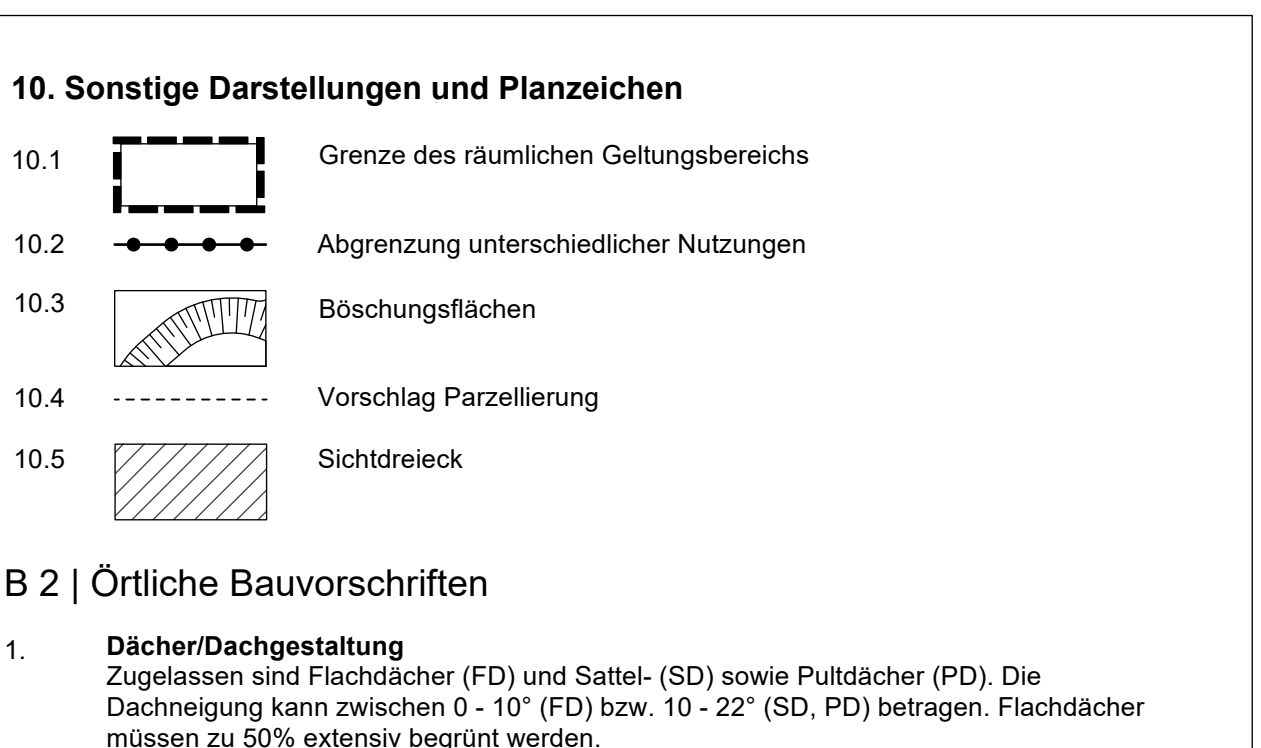 10. Sonstige Darstellungen und Planzeichen
10.1 Grenze des räumlichen Geltungsbereichs
10.2 Abgrenzung unterschiedlicher Nutzungen
10.3 Böschungsflächen
10.4 Vorschlag Parzellierung
10.5 Sichtdreieck
B 2 | Örtliche Bauvorschriften
1. Dächer/Dachgestaltung
Zugelassen sind Flachdächer (FD) und Sattel- (SD) sowie Pultdächer (PD). Die
Dachneigung kann zwischen 0 - 10° (FD) bzw. 10 - 22° (SD, PD) betragen. Flachdächer
müssen zu 50% extensiv begrünt werden.